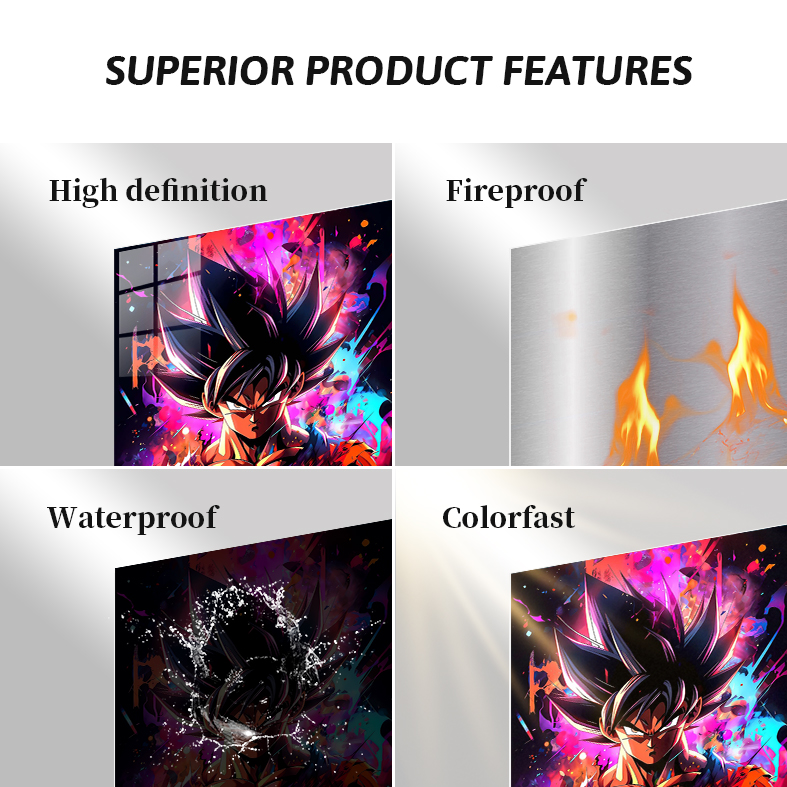 SUPERIOR PRODUCT FEATURES
High definition
Fireproof
Waterproof
Colorfast